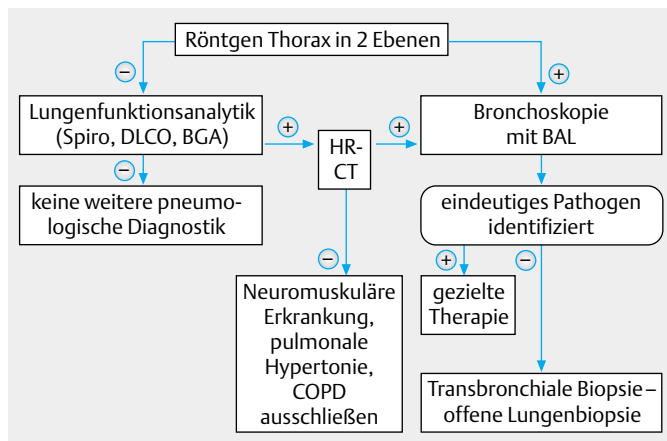 Röntgen Thorax in 2 Ebenen
−
+
Lungenfunktionsanalytik
(Spiro, DLCO, BGA)
+
HR-
CT
+
Bronchoskopie
mit BAL
−
keine weitere pneumo-
logische Diagnostik
eindeutiges Pathogen
identifiziert
−
+
−
Neuromuskuläre
Erkrankung,
pulmonale
Hypertonie,
COPD
ausschließen
gezielte
Therapie
Transbronchiale Biopsie –
offene Lungenbiopsie